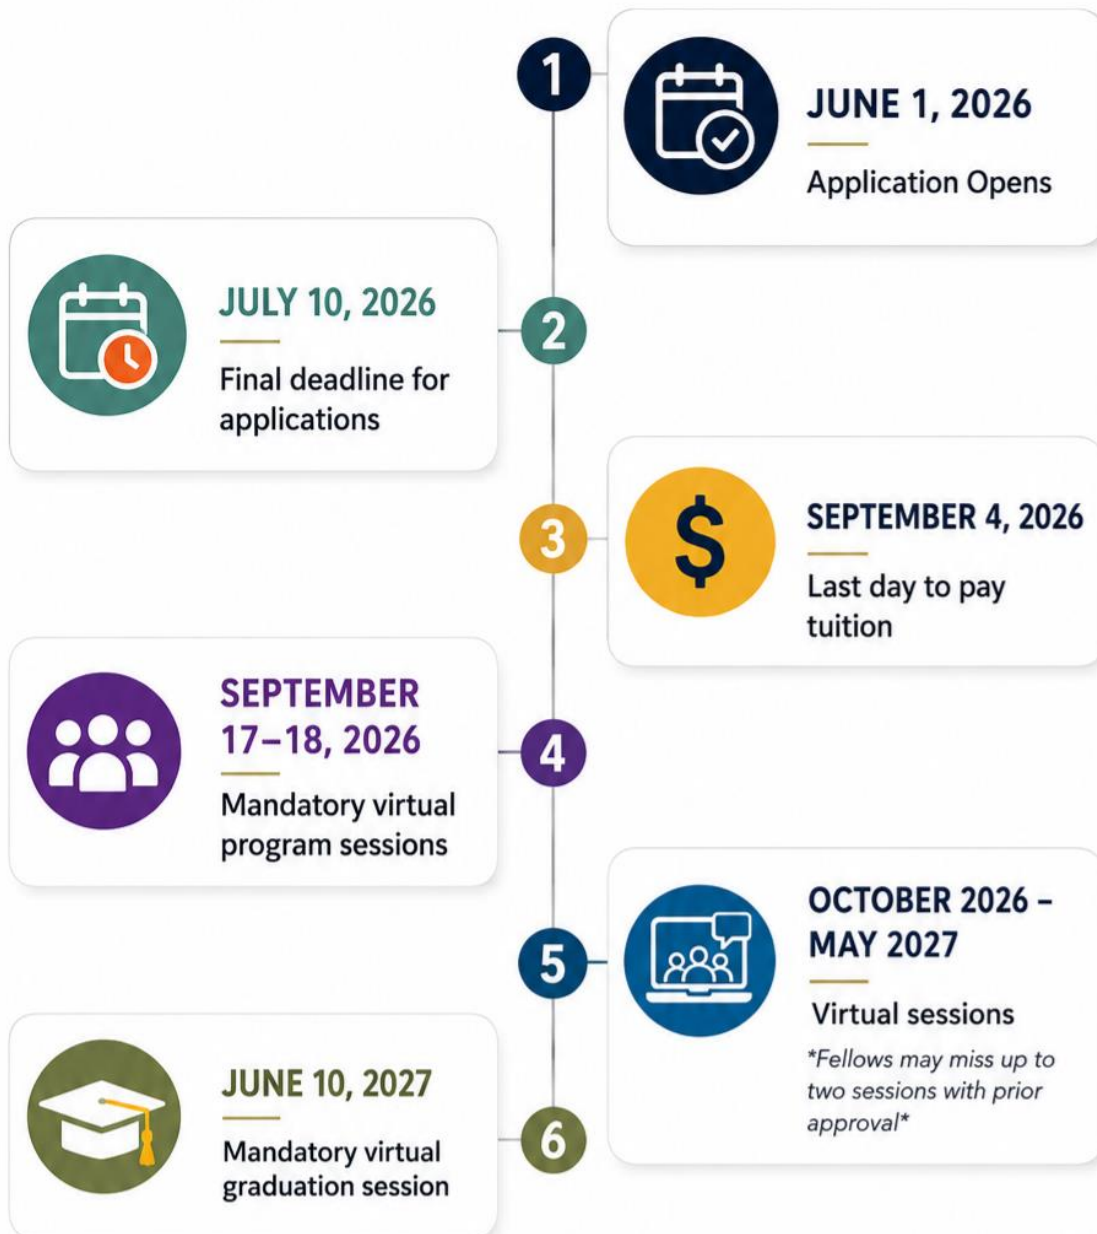 1
JUNE 1, 2026
Application Opens
2
JULY 10, 2026
Final deadline for
applications
3
$
SEPTEMBER 4, 2026
Last day to pay
tuition
4
SEPTEMBER
17–18, 2026
Mandatory virtual
program sessions
5
OCTOBER 2026 –
MAY 2027
Virtual sessions
*Fellows may miss up to
two sessions with prior
approval*
6
JUNE 10, 2027
Mandatory virtual
graduation session